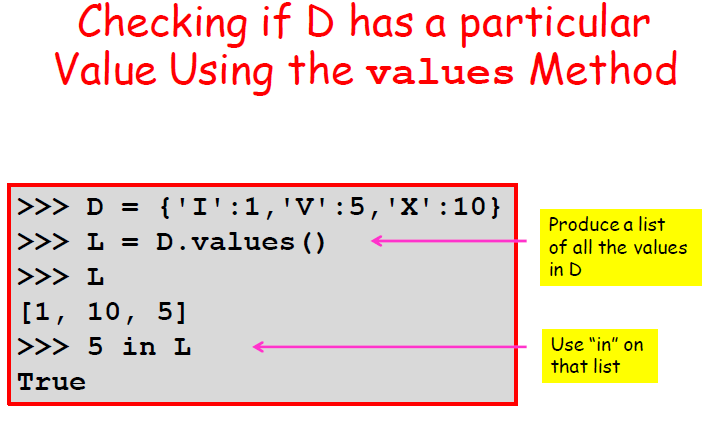 Checking if D has a particular
Value Using the values Method
>>> D = {'I':1,'V':5,'X':10}
>>> L = D.values()
>>> L
[1, 10, 5]
>>> 5 in L
True
Produce a list
of all the values
in D
Use “in” on
that list